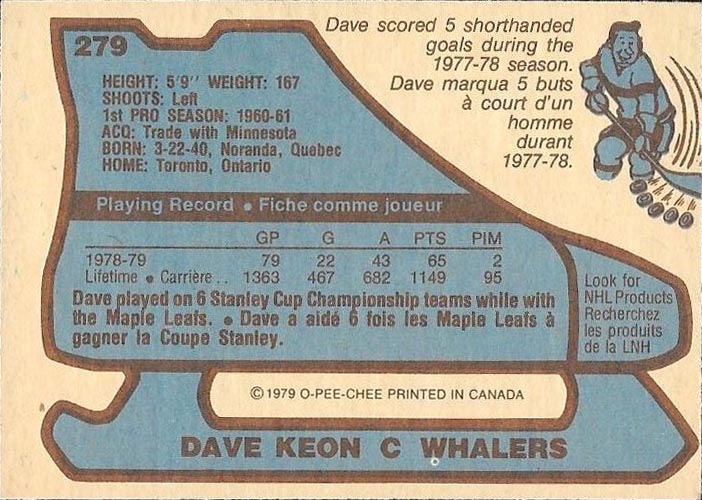 279
Dave scored 5 shorthanded
goals during the
1977-78 season.
Dave marqua 5 buts
à court d'un
homme
durant
1977-78.
HEIGHT: 5'9" WEIGHT: 167
SHOOTS: Left
1st PRO SEASON: 1960-61
ACQ: Trade with Minnesota
BORN: 3-22-40, Noranda, Quebec
HOME: Toronto, Ontario
Playing Record • Fiche comme joueur
GP G A PTS PIM
1978-79 79 22 43 65 2
Lifetime • Carrière . . 1363 467 682 1149 95
Dave played on 6 Stanley Cup Championship teams while with
the Maple Leafs. • Dave a aidé 6 fois les Maple Leafs à
gagner la Coupe Stanley.
Look for
NHL Products
Recherchez
les produits
de la LNH
©1979 O-PEE-CHEE PRINTED IN CANADA
DAVE KEON C WHALERS